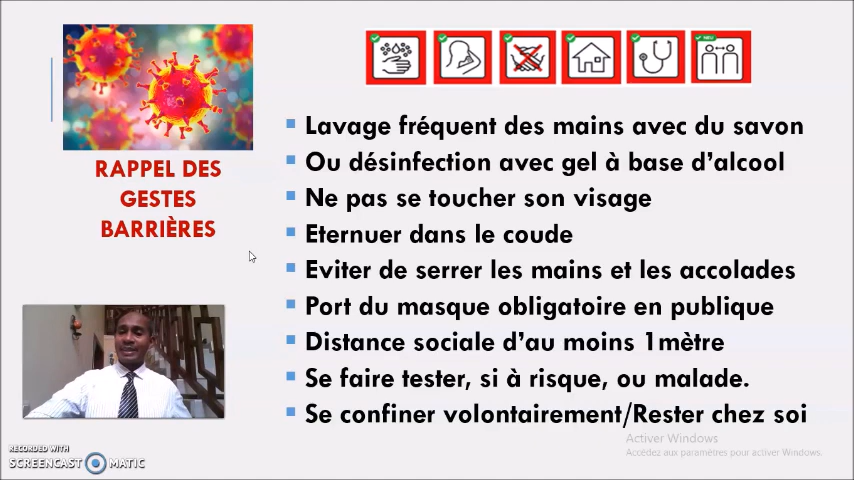 NEU
RAPPEL DES
GESTES
BARRIÈRES
Lavage fréquent des mains avec du savon
Ou désinfection avec gel à base d’alcool
Ne pas se toucher son visage
Eternuer dans le coude
Eviter de serrer les mains et les accolades
Port du masque obligatoire en publique
Distance sociale d’au moins 1mètre
Se faire tester, si à risque, ou malade.
Se confiner volontairement/Rester chez soi
Activer Windows
Accédez aux paramètres pour activer Windows.
RECORDED WITH
SCREENCAST MATIC